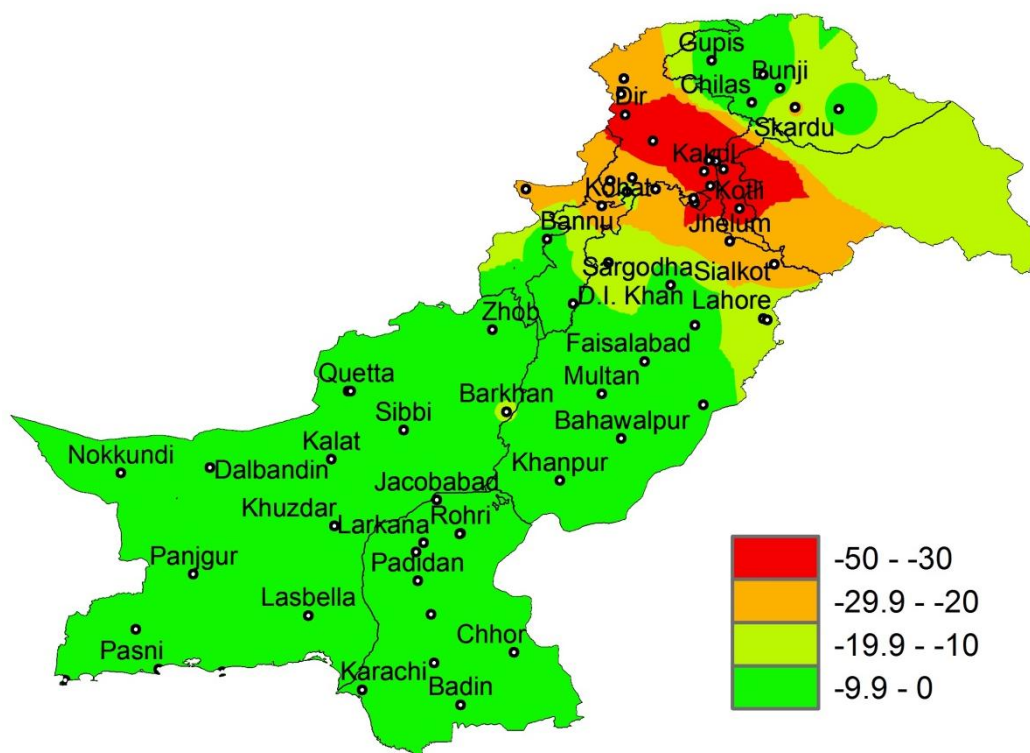 Gupis
Bunji
Chilas
Dir
Skardu
Kakul
Kohat
Kotli
Bannu
Jhelum
Sargodha
Sialkot
D.I. Khan
Lahore
Zhob
Faisalabad
Quetta
Multan
Barkhan
Sibbi
Bahawalpur
Kalat
Nokkundi
Dalbandin
Khanpur
Jacobabad
Khuzdar
Larkana
Rohri
Panjgur
Padidan
Lasbella
Chhor
Pasni
Karachi
Badin
-50 - -30
-29.9 - -20
-19.9 - -10
-9.9 - 0